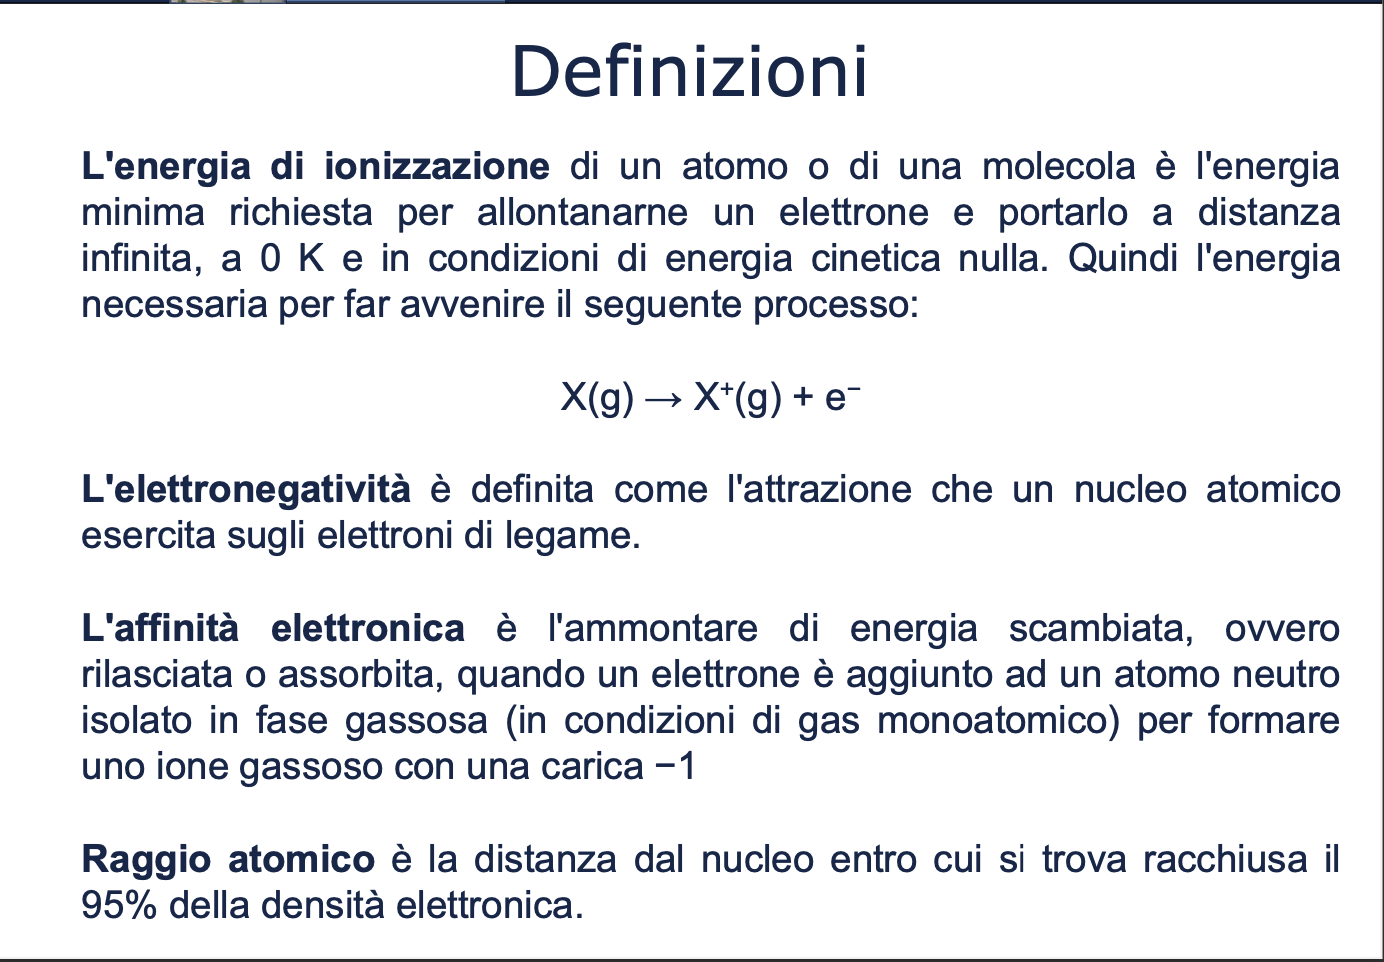 Definizioni
L'energia di ionizzazione di un atomo o di una molecola è l'energia
minima richiesta per allontanarne un elettrone e portarlo a distanza
infinita, a 0 K e in condizioni di energia cinetica nulla. Quindi l'energia
necessaria per far avvenire il seguente processo:
X(g) → X⁺(g) + e⁻
L'elettronegatività è definita come l'attrazione che un nucleo atomico
esercita sugli elettroni di legame.
L'affinità elettronica è l'ammontare di energia scambiata, ovvero
rilasciata o assorbita, quando un elettrone è aggiunto ad un atomo neutro
isolato in fase gassosa (in condizioni di gas monoatomico) per formare
uno ione gassoso con una carica −1
Raggio atomico è la distanza dal nucleo entro cui si trova racchiusa il
95% della densità elettronica.